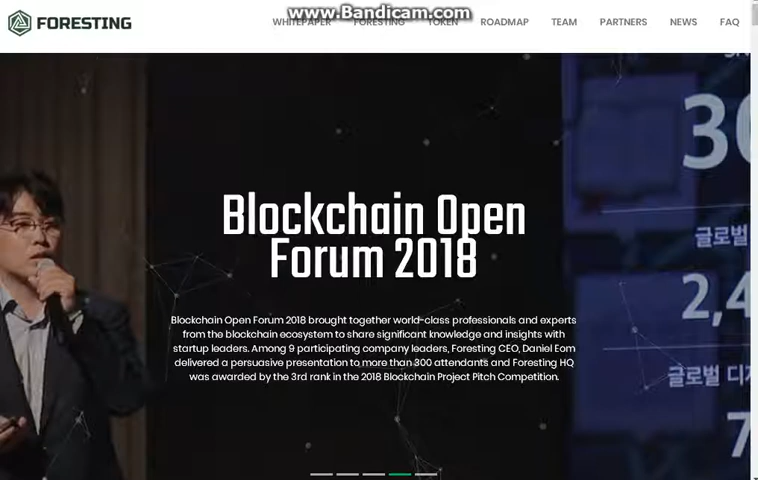 www.Bandicam.com
FORESTING
WHITEPAPER FORESTING TOKEN ROADMAP TEAM PARTNERS NEWS FAQ
30
글로벌
2,4
글로벌 디
7
Blockchain Open
Forum 2018
Blockchain Open Forum 2018 brought together world-class professionals and experts
from the blockchain ecosystem to share significant knowledge and insights with
startup leaders. Among 9 participating company leaders, Foresting CEO, Daniel Eom
delivered a persuasive presentation to more than 300 attendants and Foresting HQ
was awarded by the 3rd rank in the 2018 Blockchain Project Pitch Competition.